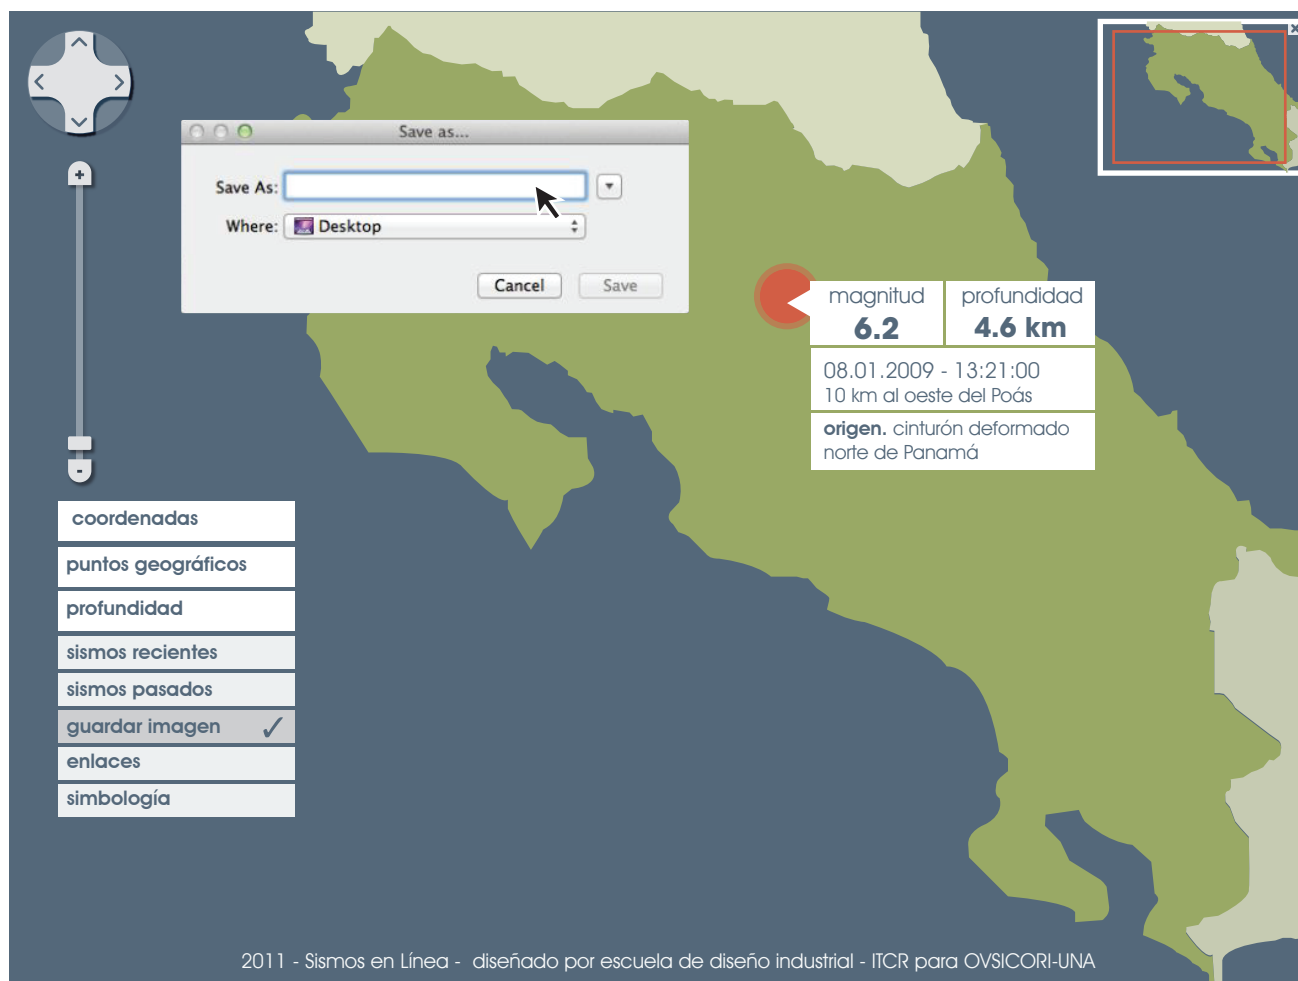 Save as...
Save As:
Where: Desktop
Cancel Save
+
-
x
magnitud
6.2
profundidad
4.6 km
08.01.2009 - 13:21:00
10 km al oeste del Poás
origen. cinturón deformado
norte de Panamá
coordenadas
puntos geográficos
profundidad
sismos recientes
sismos pasados
guardar imagen ✓
enlaces
simbología
2011 - Sismos en Línea - diseñado por escuela de diseño industrial - ITCR para OVSICORI-UNA